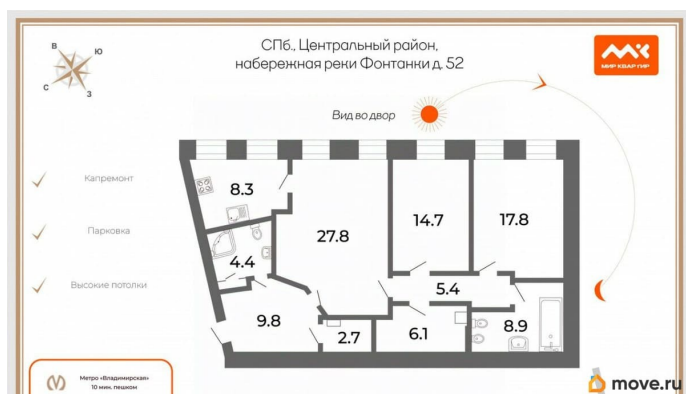 СПб., Центральный район,
набережная реки Фонтанки д. 52
МИР КВАРТИР
В
Ю
С
З
Вид во двор
Капремонт
Парковка
Высокие потолки
8.3
27.8
14.7
17.8
4.4
5.4
9.8
2.7
6.1
8.9
Метро «Владимирская»
10 мин. пешком
move.ru